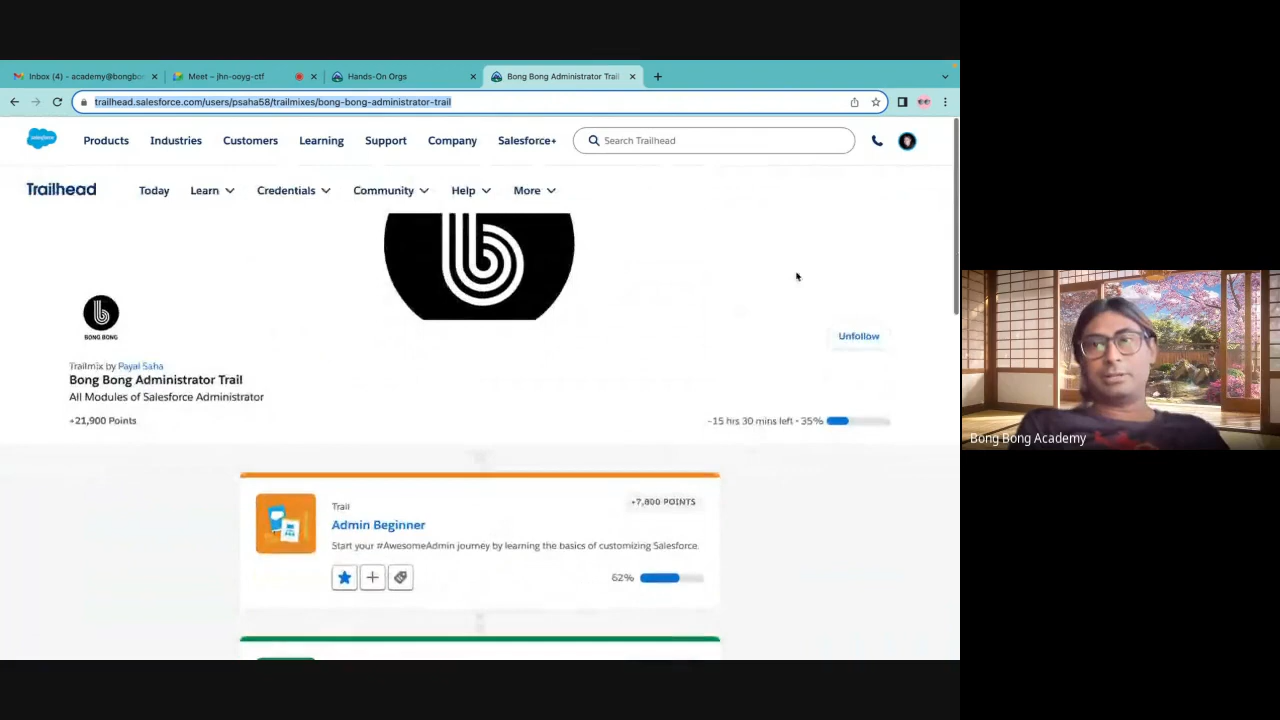 Inbox (4) - academy@bongbo
Meet – jhn-ooyg-ctf
Hands-On Orgs
Bong Bong Administrator Trail
trailhead.salesforce.com/users/psaha58/trailmixes/bong-bong-administrator-trail
salesforce
Products
Industries
Customers
Learning
Support
Company
Salesforce+
Search Trailhead
Trailhead
Today
Learn
Credentials
Community
Help
More
BONG BONG
Unfollow
Trailmix by Payal Saha
Bong Bong Administrator Trail
All Modules of Salesforce Administrator
+21,900 Points
~15 hrs 30 mins left • 35%
+7,800 POINTS
Trail
Admin Beginner
Start your #AwesomeAdmin journey by learning the basics of customizing Salesforce.
62%
Bong Bong Academy